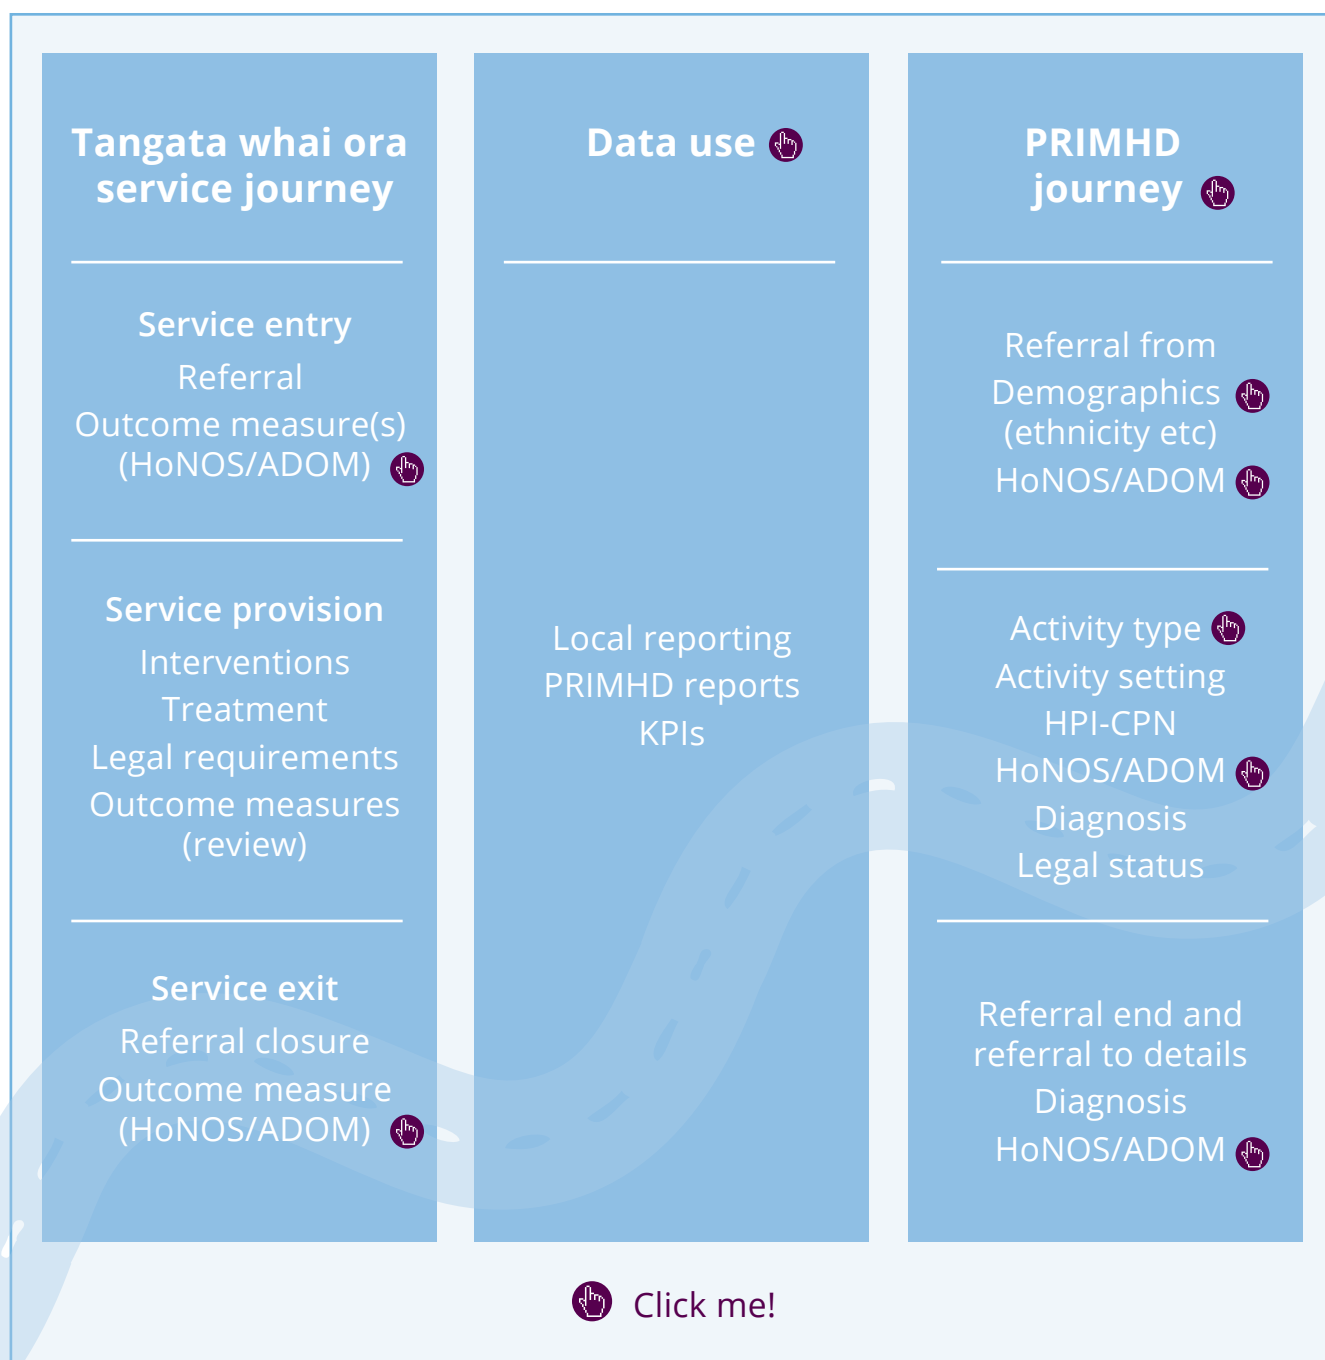 Tangata whai ora
service journey
Service entry
Referral
Outcome measure(s)
(HoNOS/ADOM)
Service provision
Interventions
Treatment
Legal requirements
Outcome measures
(review)
Service exit
Referral closure
Outcome measure
(HoNOS/ADOM)
Data use
Local reporting
PRIMHD reports
KPIs
PRIMHD
journey
Referral from
Demographics
(ethnicity etc)
HoNOS/ADOM
Activity type
Activity setting
HPI-CPN
HoNOS/ADOM
Diagnosis
Legal status
Referral end and
referral to details
Diagnosis
HoNOS/ADOM
Click me!